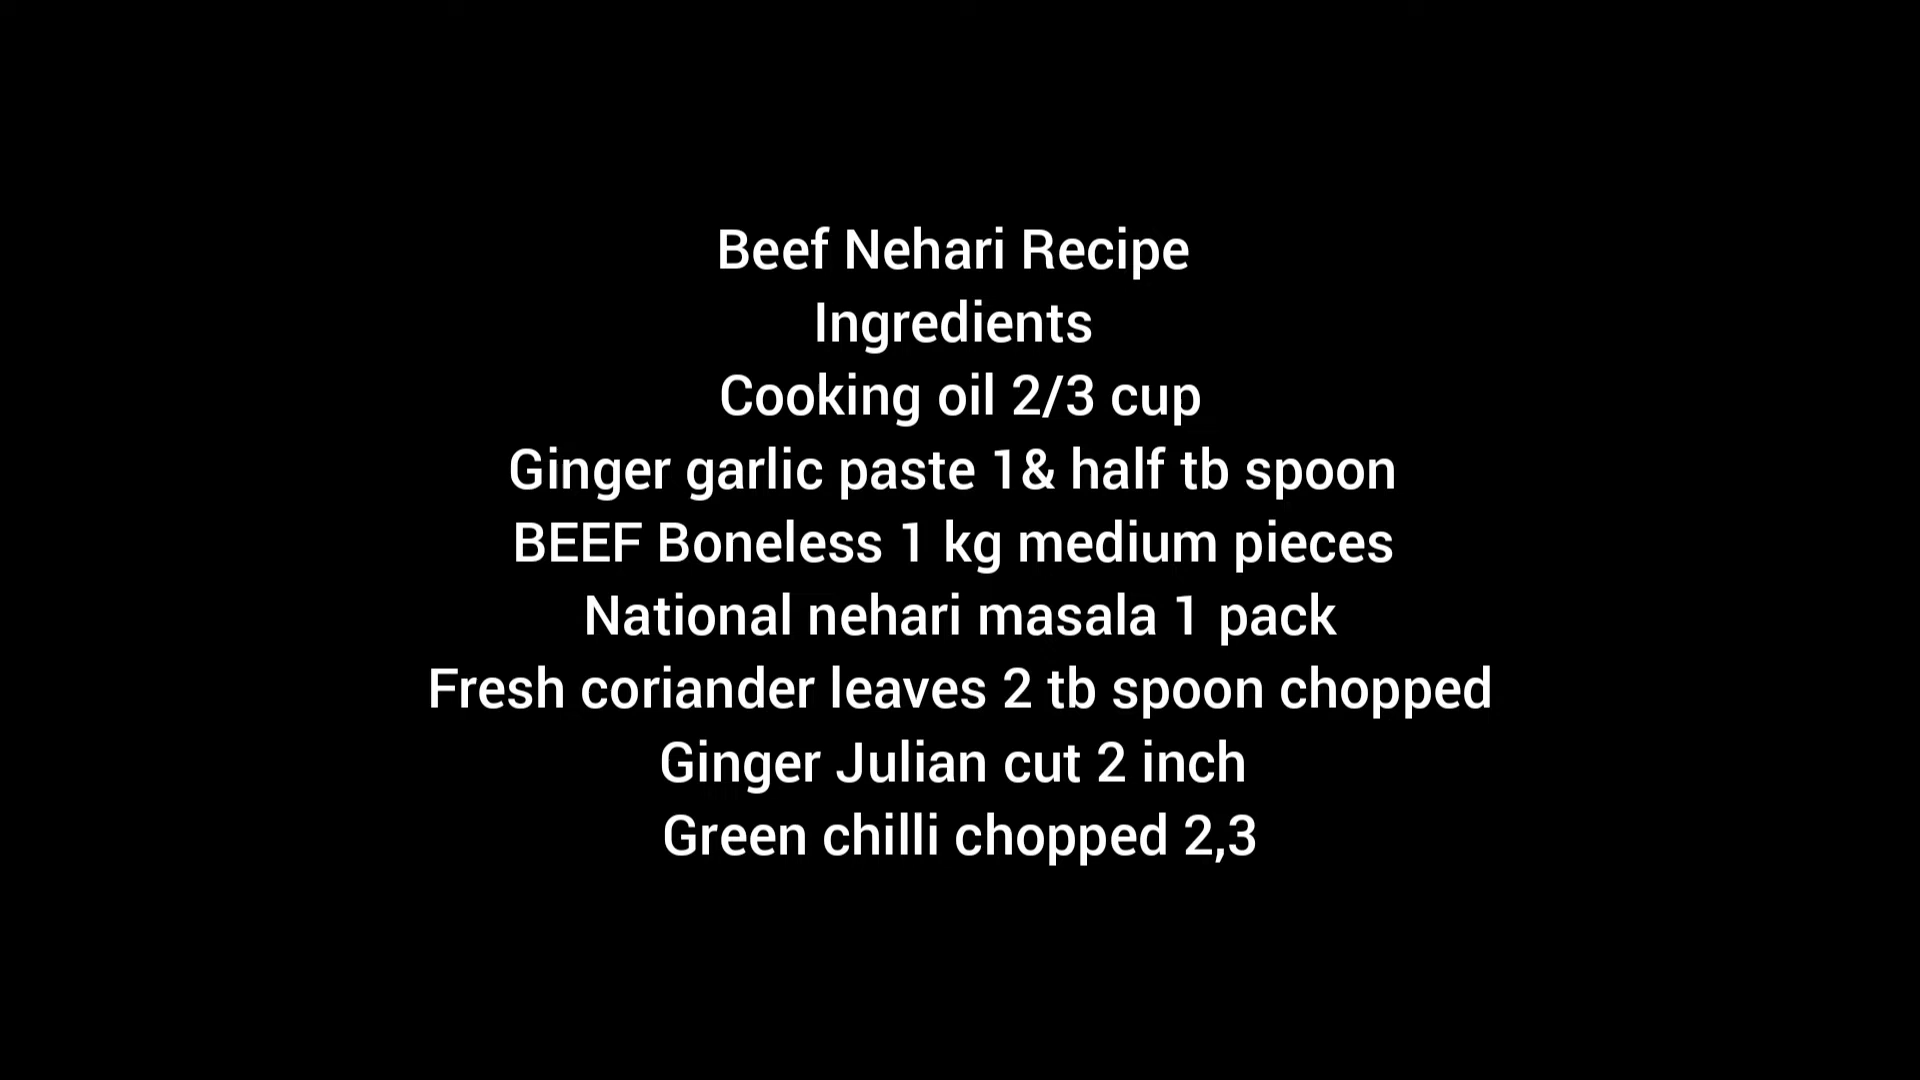 Beef Nehari Recipe
Ingredients
Cooking oil 2/3 cup
Ginger garlic paste 1& half tb spoon
BEEF Boneless 1 kg medium pieces
National nehari masala 1 pack
Fresh coriander leaves 2 tb spoon chopped
Ginger Julian cut 2 inch
Green chilli chopped 2,3